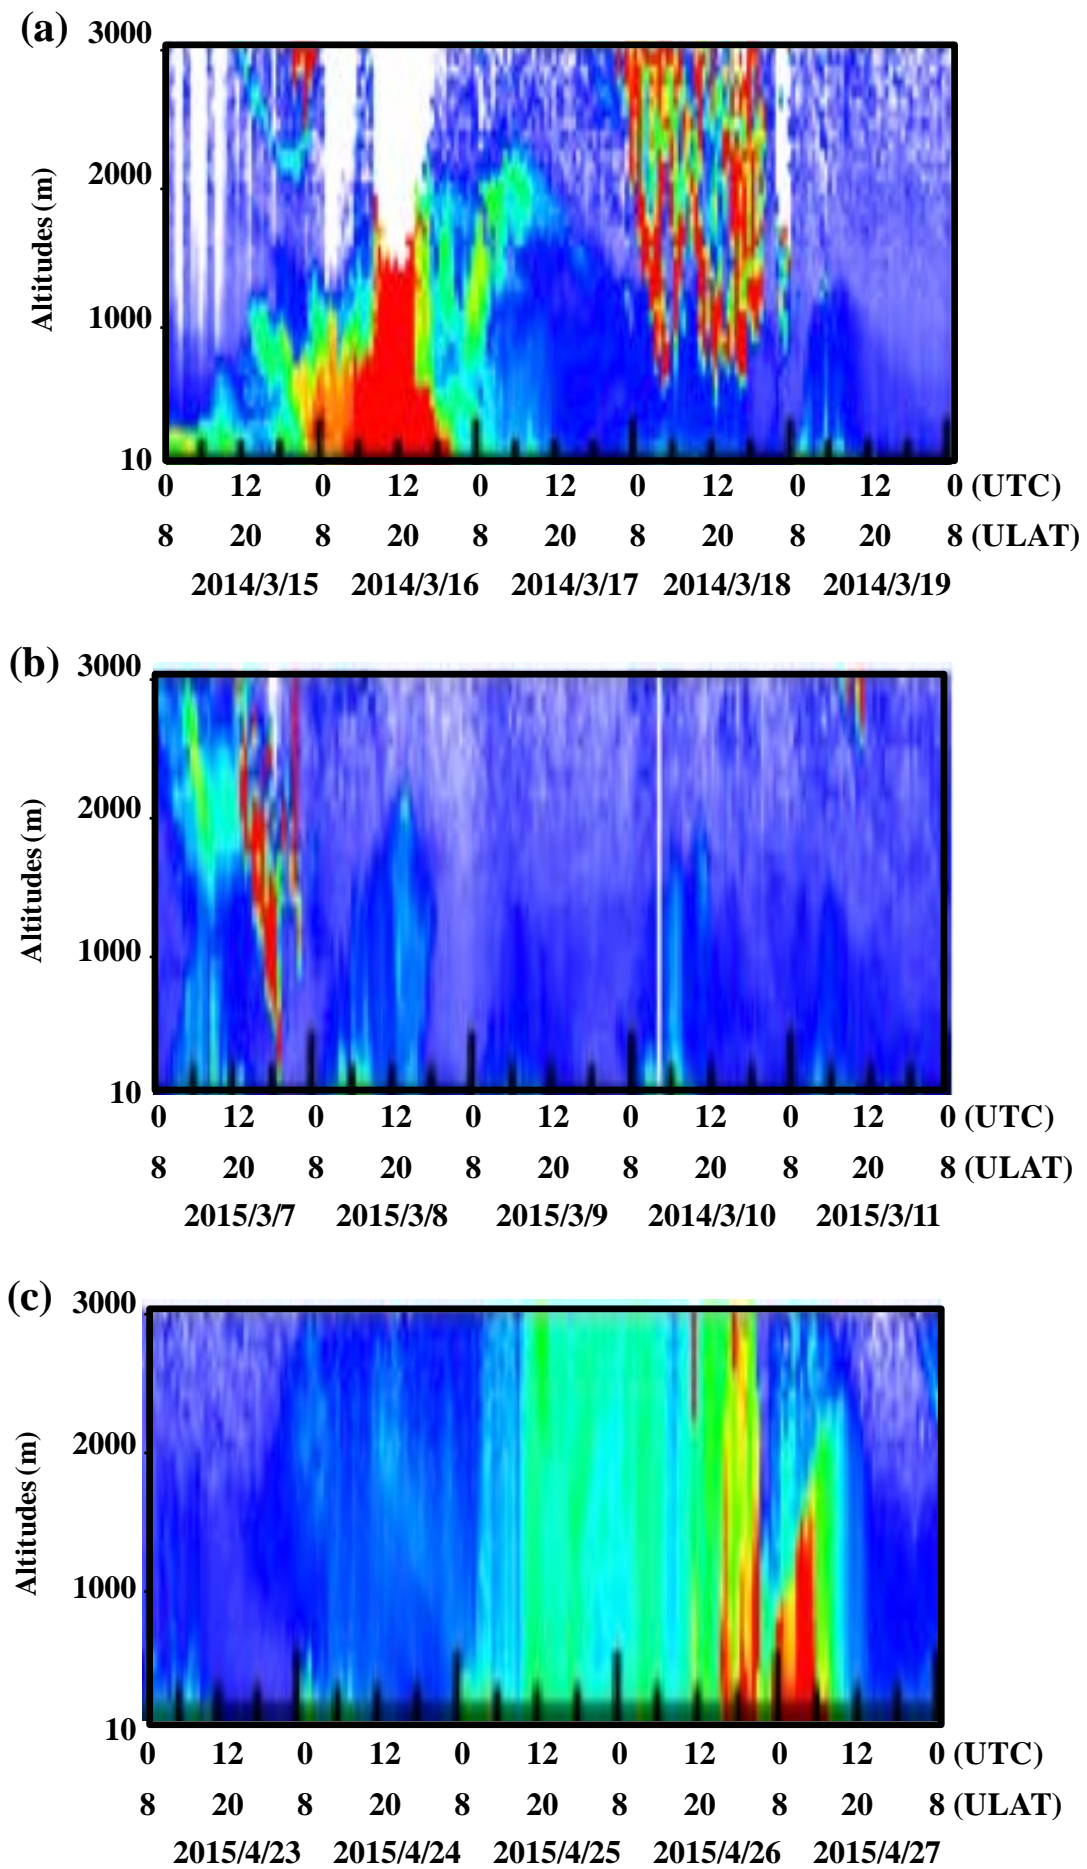 (a)
3000
2000
1000
10
Altitudes (m)
0 12 0 12 0 12 0 12 0 12 0 (UTC)
8 20 8 20 8 20 8 20 8 20 8 (ULAT)
2014/3/15 2014/3/16 2014/3/17 2014/3/18 2014/3/19
(b)
3000
2000
1000
10
Altitudes (m)
0 12 0 12 0 12 0 12 0 12 0 (UTC)
8 20 8 20 8 20 8 20 8 20 8 (ULAT)
2015/3/7 2015/3/8 2015/3/9 2014/3/10 2015/3/11
(c)
3000
2000
1000
10
Altitudes (m)
0 12 0 12 0 12 0 12 0 12 0 (UTC)
8 20 8 20 8 20 8 20 8 20 8 (ULAT)
2015/4/23 2015/4/24 2015/4/25 2015/4/26 2015/4/27